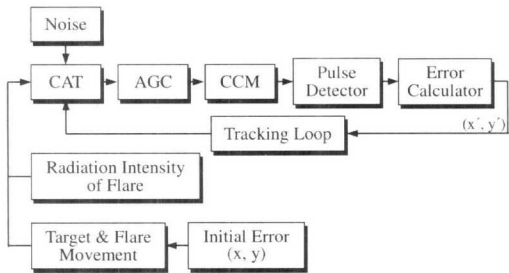 Noise
CAT
AGC
CCM
Pulse
Detector
Error
Calculator
(x′, y′)
Tracking Loop
Radiation Intensity
of Flare
Target & Flare
Movement
Initial Error
(x, y)